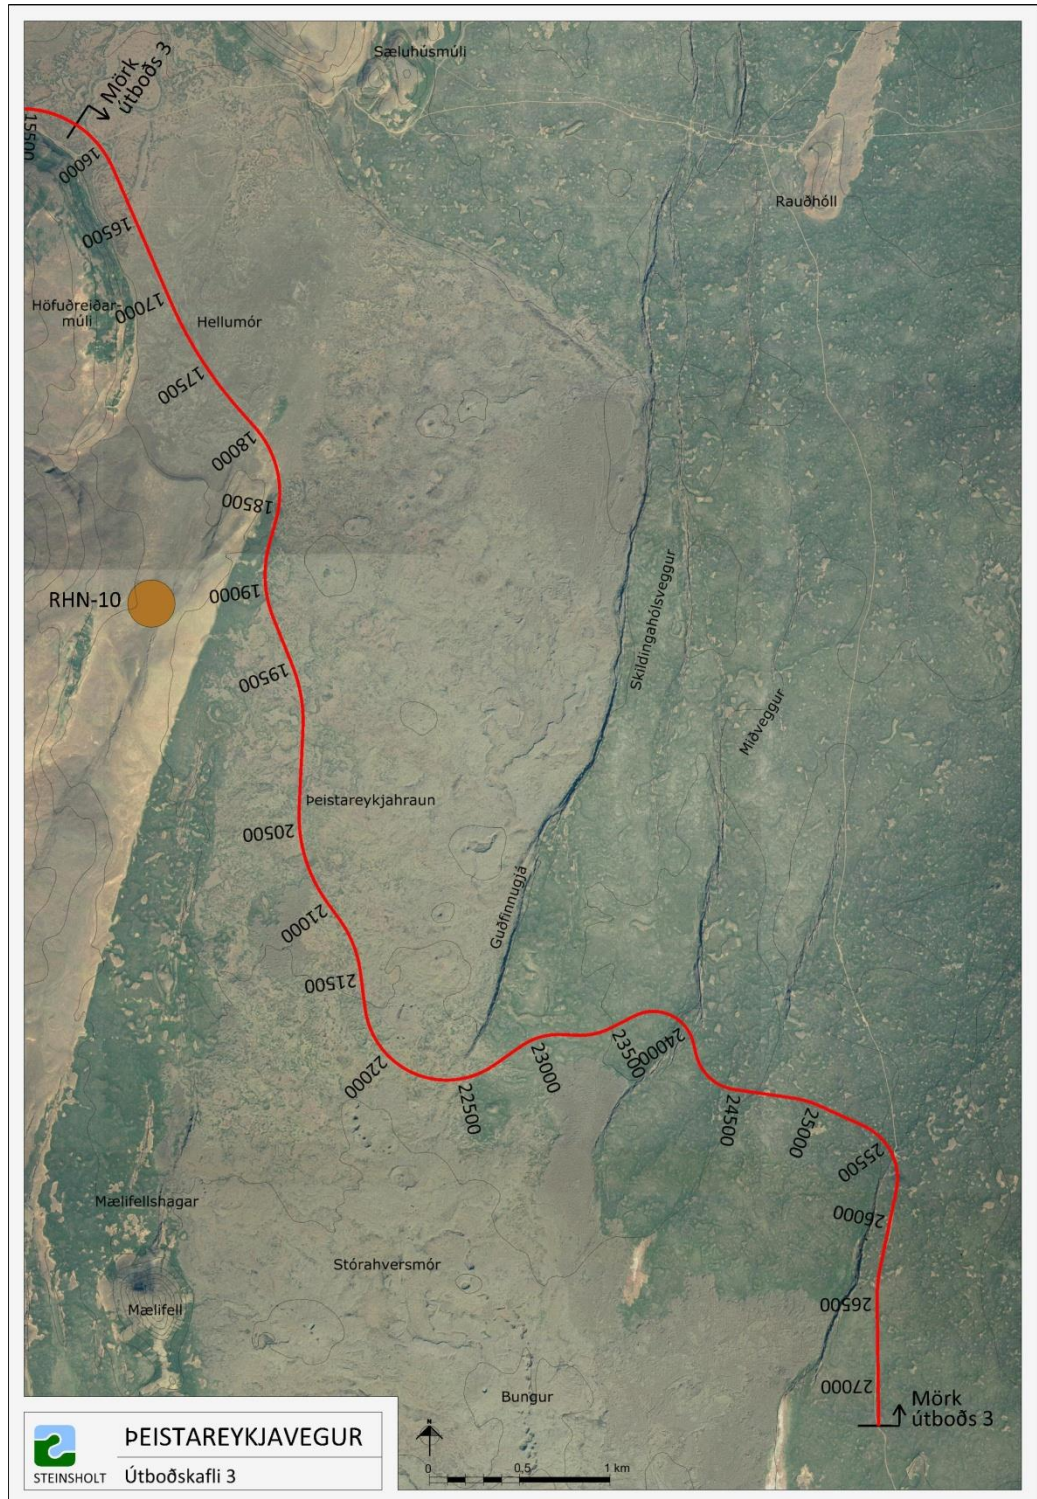 Sæluhúsmúli
Mörk
útboðs 3
15500
16000
Rauðhóll
16500
Höfuðreiðar-
múli
17000
Hellumór
17500
18000
18500
RHN-10
19000
Skildingahólsveggur
19500
Miðveggur
Þeistareykjahraun
20500
Guðfinnugjá
21000
21500
22000
22500
23000
23500
24000
24500
25000
25500
Mælifellshagar
26000
Stórahversmór
Mælifell
26500
27000
Bungur
Mörk
útboðs 3
N
0 0,5 1 km
STEINSHOLT
ÞEISTAREYKJAVEGUR
Útboðskafli 3